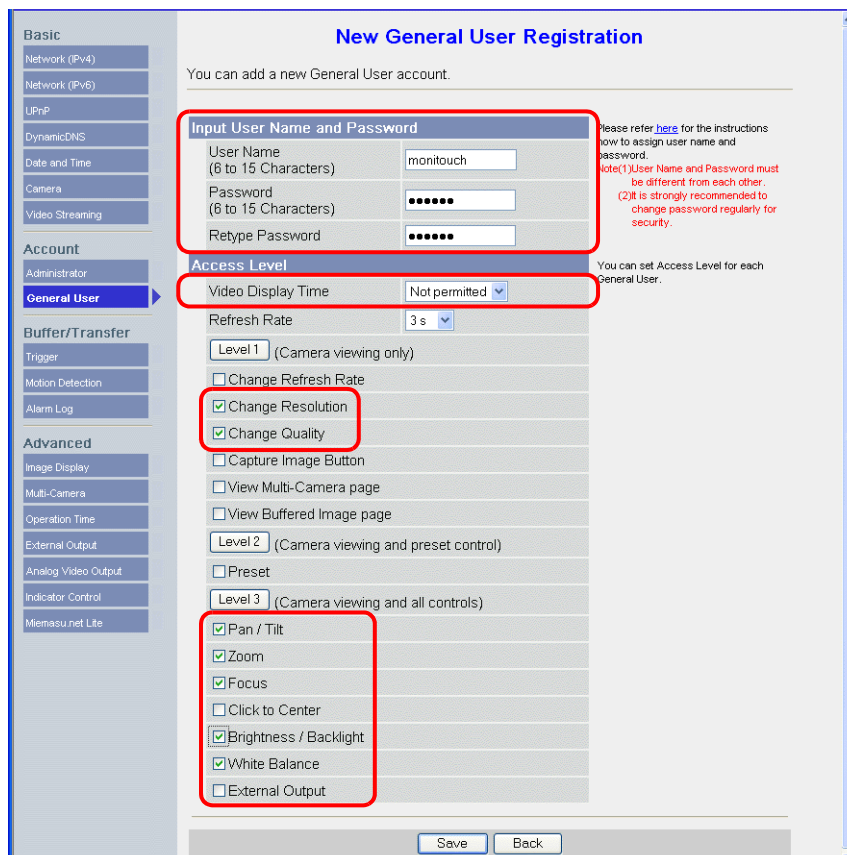 Basic
Network (IPv4)
Network (IPv6)
UPnP
DynamicDNS
Date and Time
Camera
Video Streaming
Account
Administrator
General User
Buffer/Transfer
Trigger
Motion Detection
Alarm Log
Advanced
Image Display
Multi-Camera
Operation Time
External Output
Analog Video Output
Indicator Control
Miemasu.net Lite
New General User Registration
You can add a new General User account.
Input User Name and Password
User Name
(6 to 15 Characters)
monitouch
Password
(6 to 15 Characters)
••••••
Retype Password
••••••
Please refer here for the instructions
how to assign user name and
password.
Note(1)User Name and Password must
be different from each other.
(2)It is strongly recommended to
change password regularly for
security.
Access Level
You can set Access Level for each
General User.
Video Display Time
Not permitted
Refresh Rate
3 s
Level 1 (Camera viewing only)
Change Refresh Rate
Change Resolution
Change Quality
Capture Image Button
View Multi-Camera page
View Buffered Image page
Level 2 (Camera viewing and preset control)
Preset
Level 3 (Camera viewing and all controls)
Pan / Tilt
Zoom
Focus
Click to Center
Brightness / Backlight
White Balance
External Output
Save
Back